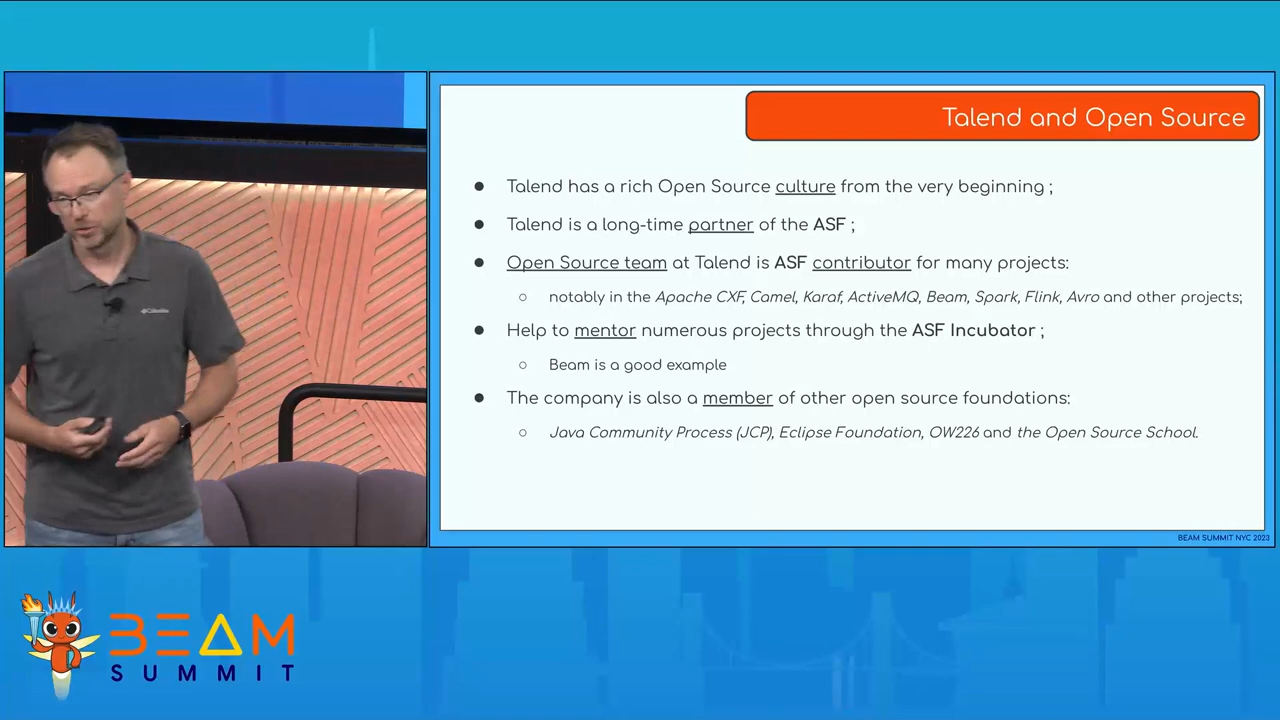 Talend and Open Source
● Talend has a rich Open Source culture from the very beginning ;
● Talend is a long-time partner of the ASF ;
● Open Source team at Talend is ASF contributor for many projects:
○ notably in the Apache CXF, Camel, Karaf, ActiveMQ, Beam, Spark, Flink, Avro and other projects;
● Help to mentor numerous projects through the ASF Incubator ;
○ Beam is a good example
● The company is also a member of other open source foundations:
○ Java Community Process (JCP), Eclipse Foundation, OW226 and the Open Source School.
BEAM SUMMIT NYC 2023
Columbia
BEAM
SUMMIT